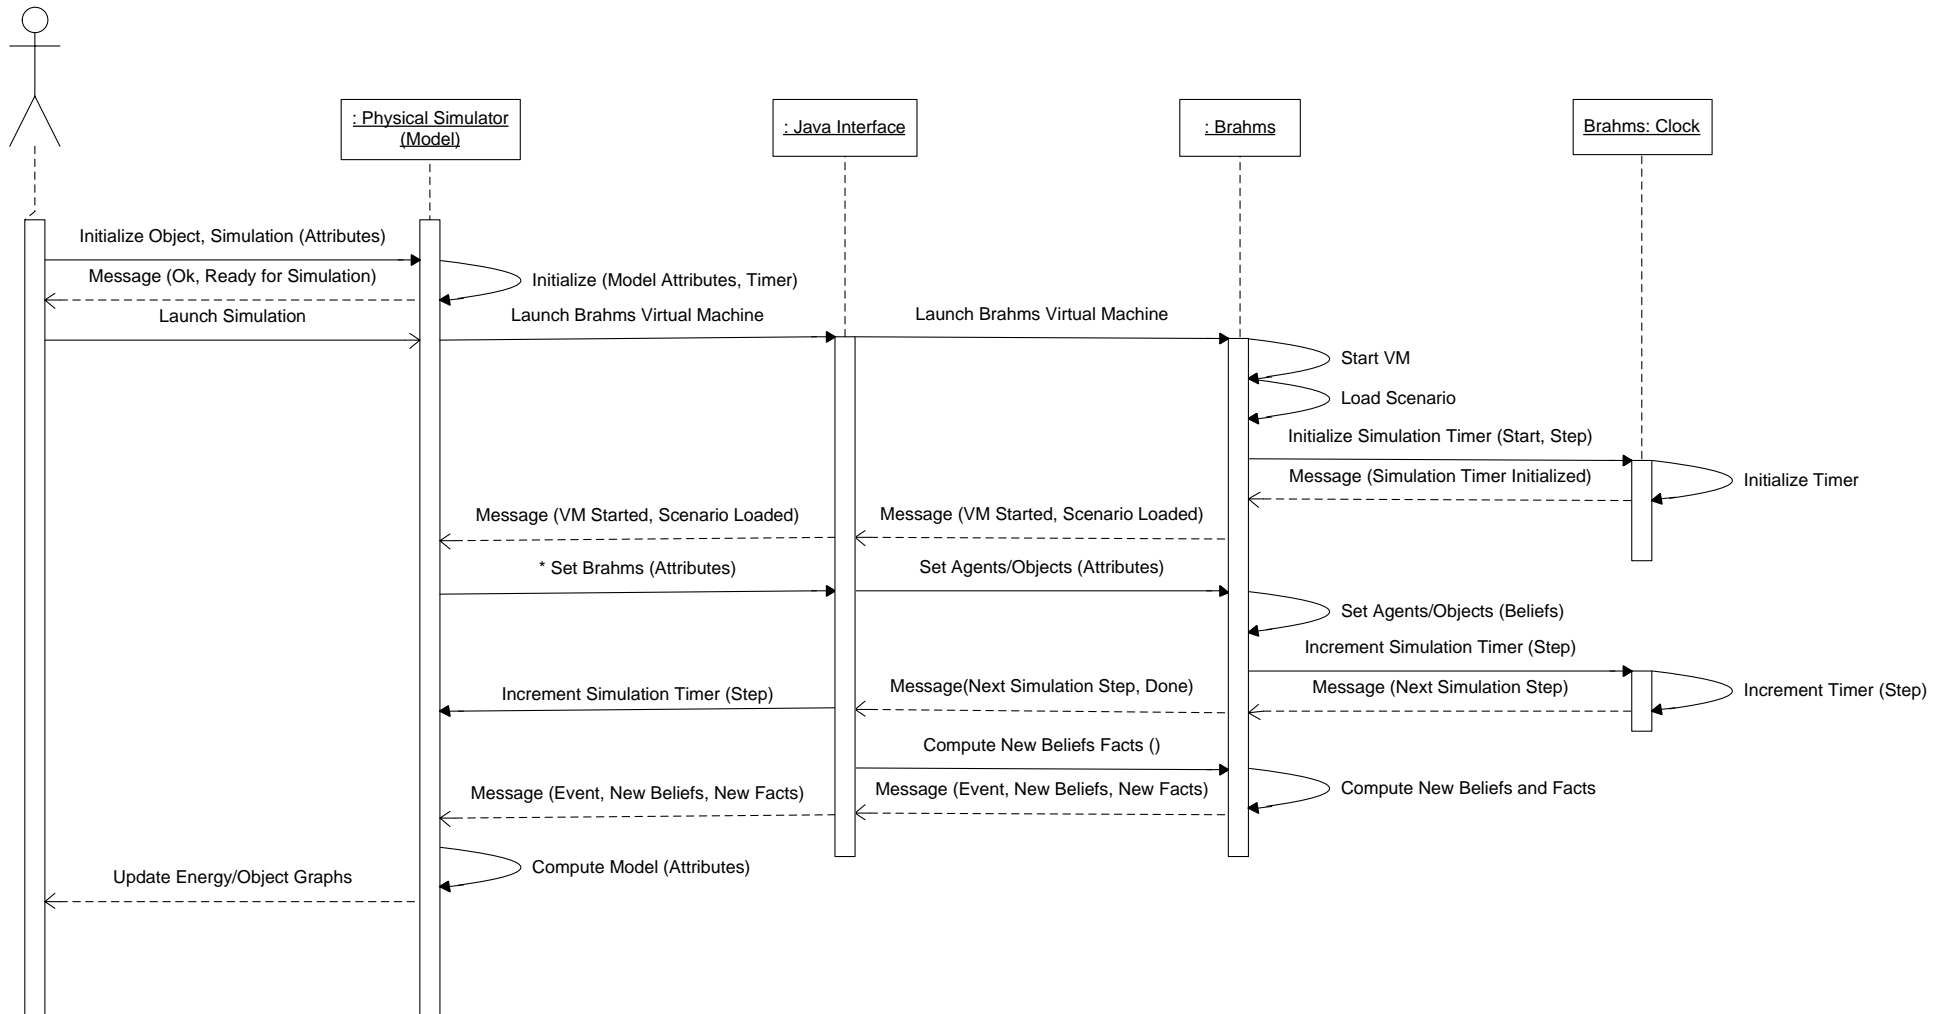 : Physical Simulator
(Model)
: Java Interface
: Brahms
Brahms: Clock
Initialize Object, Simulation (Attributes)
Message (Ok, Ready for Simulation)
Initialize (Model Attributes, Timer)
Launch Simulation
Launch Brahms Virtual Machine
Launch Brahms Virtual Machine
Start VM
Load Scenario
Initialize Simulation Timer (Start, Step)
Message (Simulation Timer Initialized)
Initialize Timer
Message (VM Started, Scenario Loaded)
Message (VM Started, Scenario Loaded)
* Set Brahms (Attributes)
Set Agents/Objects (Attributes)
Set Agents/Objects (Beliefs)
Increment Simulation Timer (Step)
Increment Simulation Timer (Step)
Message(Next Simulation Step, Done)
Message (Next Simulation Step)
Increment Timer (Step)
Compute New Beliefs Facts ()
Message (Event, New Beliefs, New Facts)
Message (Event, New Beliefs, New Facts)
Compute New Beliefs and Facts
Compute Model (Attributes)
Update Energy/Object Graphs